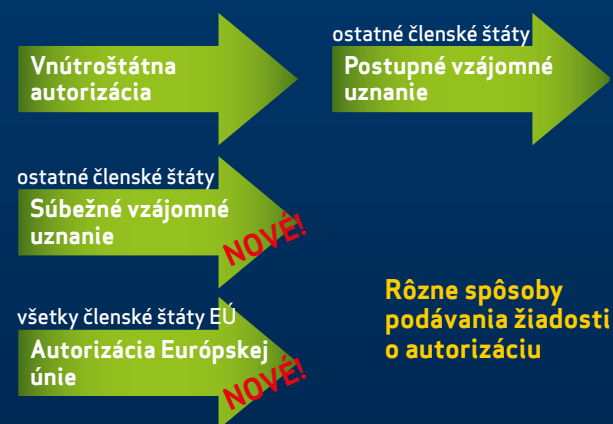 Vnútroštátna
autorizácia
ostatné členské štáty
Postupné vzájomné
uznanie
ostatné členské štáty
Súbežné vzájomné
uznanie
NOVÉ!
všetky členské štáty EÚ
Autorizácia Európskej
únie
NOVÉ!
Rôzne spôsoby
podávania žiadosti
o autorizáciu